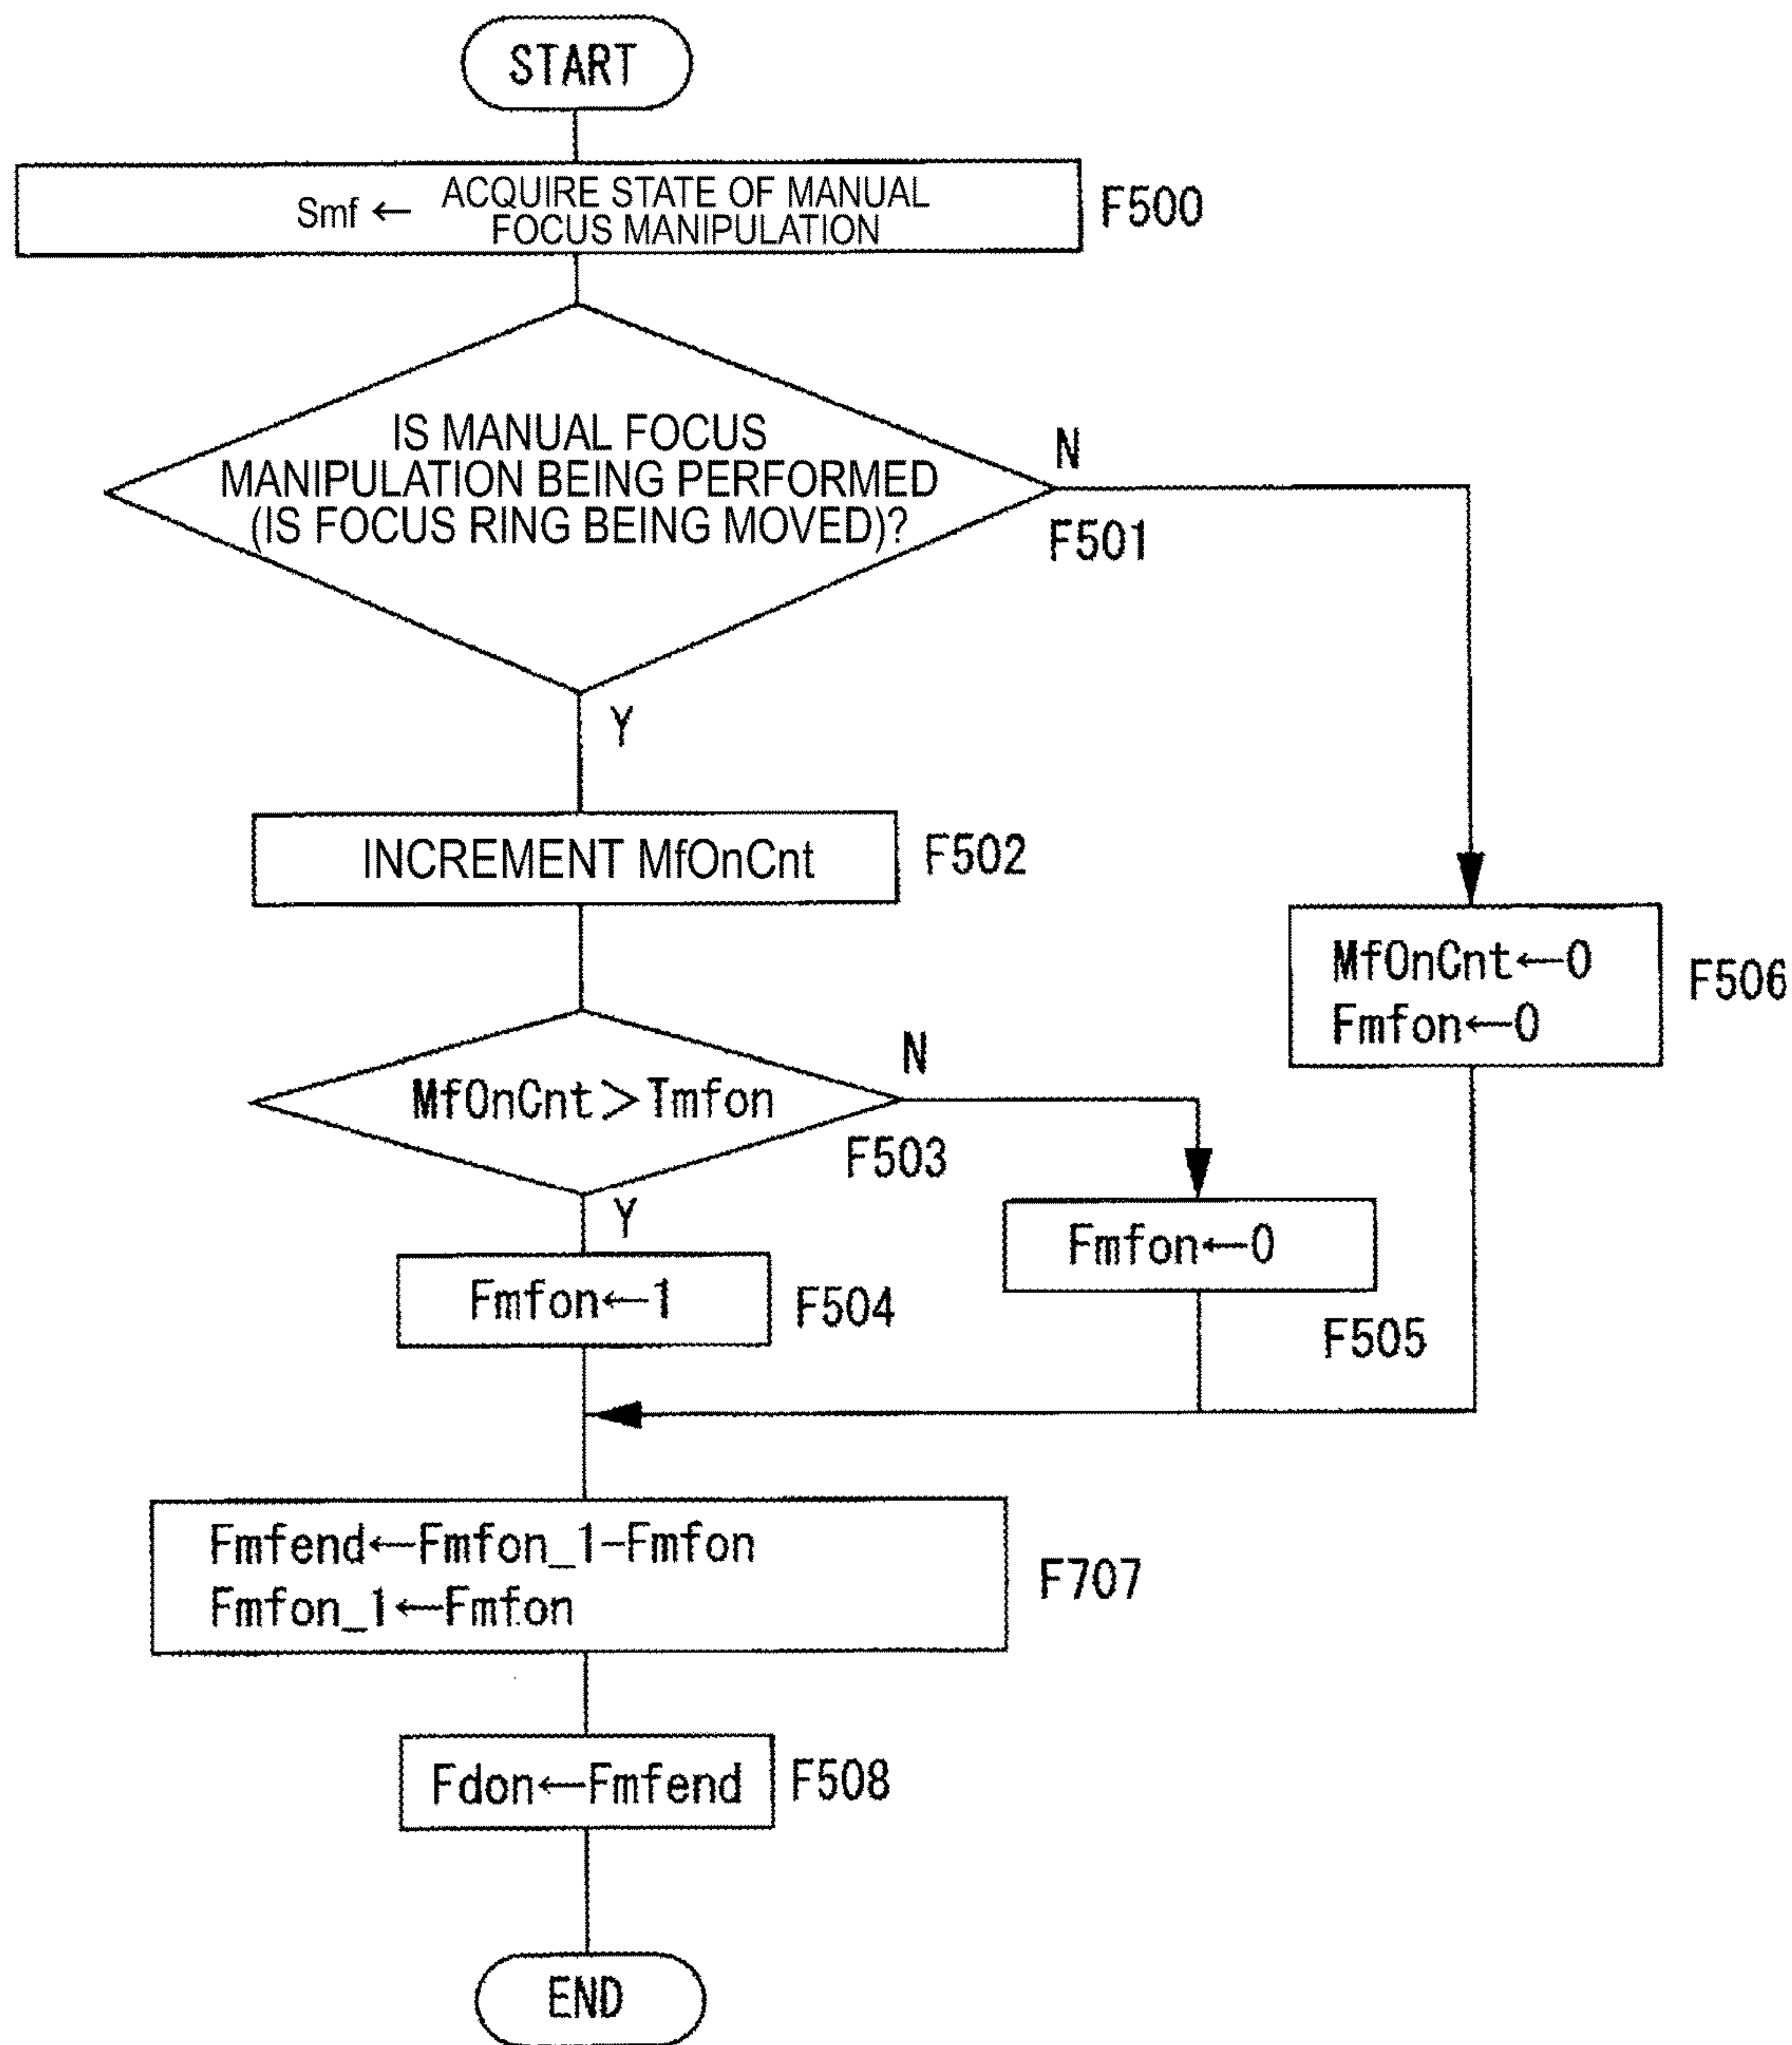 START
Smf ← ACQUIRE STATE OF MANUAL
FOCUS MANIPULATION
F500
IS MANUAL FOCUS
MANIPULATION BEING PERFORMED
(IS FOCUS RING BEING MOVED)?
N
F501
Y
INCREMENT MfOnCnt
F502
MfOnCnt←0
Fmfon←0
F506
MfOnCnt>Tmfon
N
F503
Y
Fmfon←0
F505
Fmfon←1
F504
Fmfend←Fmfon_1-Fmfon
Fmfon_1←Fmfon
F707
Fdon←Fmfend
F508
END